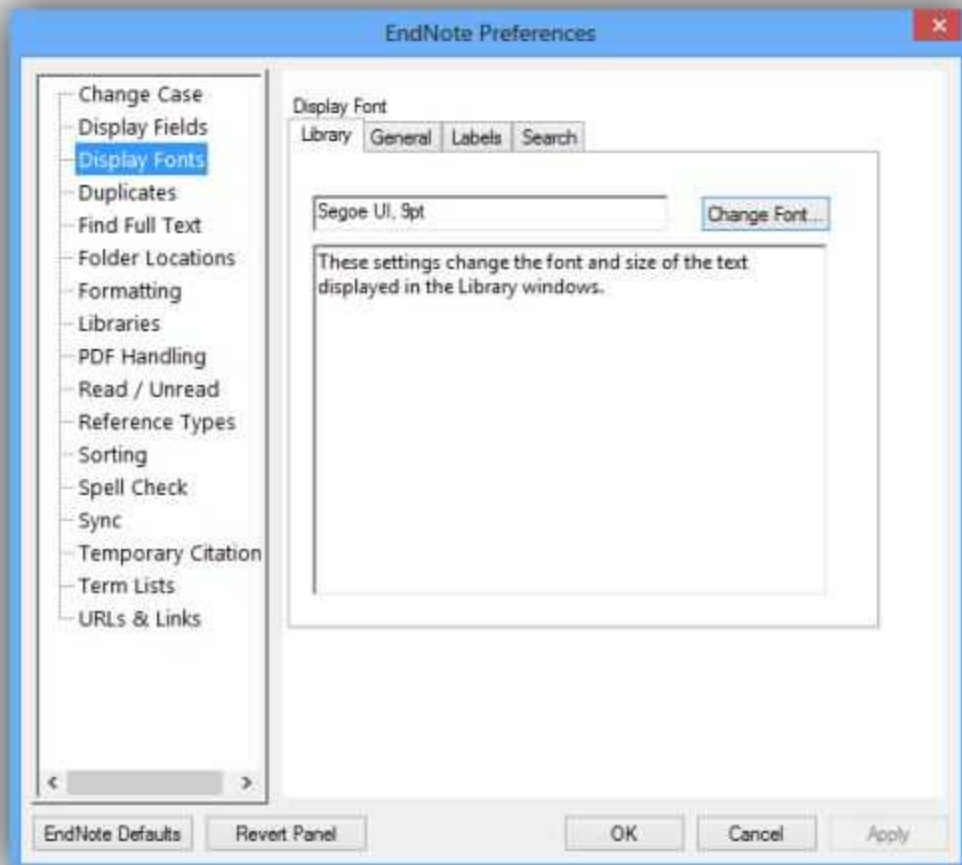 EndNote Preferences
Change Case
Display Fields
Display Fonts
Duplicates
Find Full Text
Folder Locations
Formatting
Libraries
PDF Handling
Read / Unread
Reference Types
Sorting
Spell Check
Sync
Temporary Citation
Term Lists
URLs & Links
Display Font
Library General Labels Search
Segoe UI, 9pt Change Font...
These settings change the font and size of the text
displayed in the Library windows.
EndNote Defaults Revert Panel OK Cancel Apply